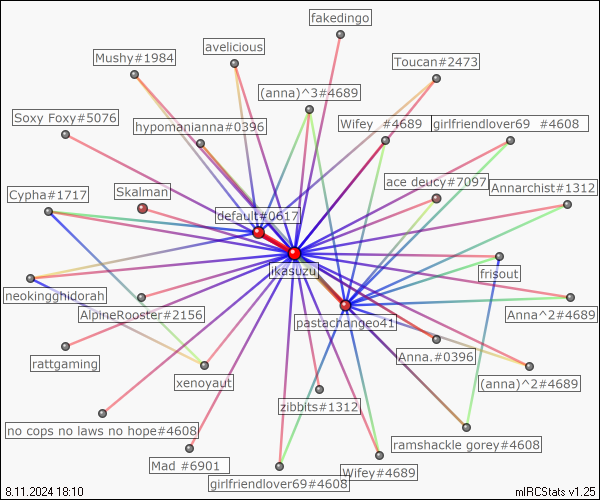 fakedingo
avelicious
Mushy#1984
Toucan#2473
(anna)^3#4689
Soxy Foxy#5076
hypomanianna#0396
Wifey  #4689
girlfriendlover69  #4608
ace deucy#7097
Cypha#1717
Skalman
Annarchist#1312
default#0617
ikasuzu
frisout
neokingghidorah
AlpineRooster#2156
Anna^2#4689
pastachangeo41
rattgaming
Anna.#0396
xenoyaut
(anna)^2#4689
zibbits#1312
no cops no laws no hope#4608
ramshackle gorey#4608
Mad #6901
girlfriendlover69#4608
Wifey#4689
8.11.2024 18:10
mIRCStats v1.25